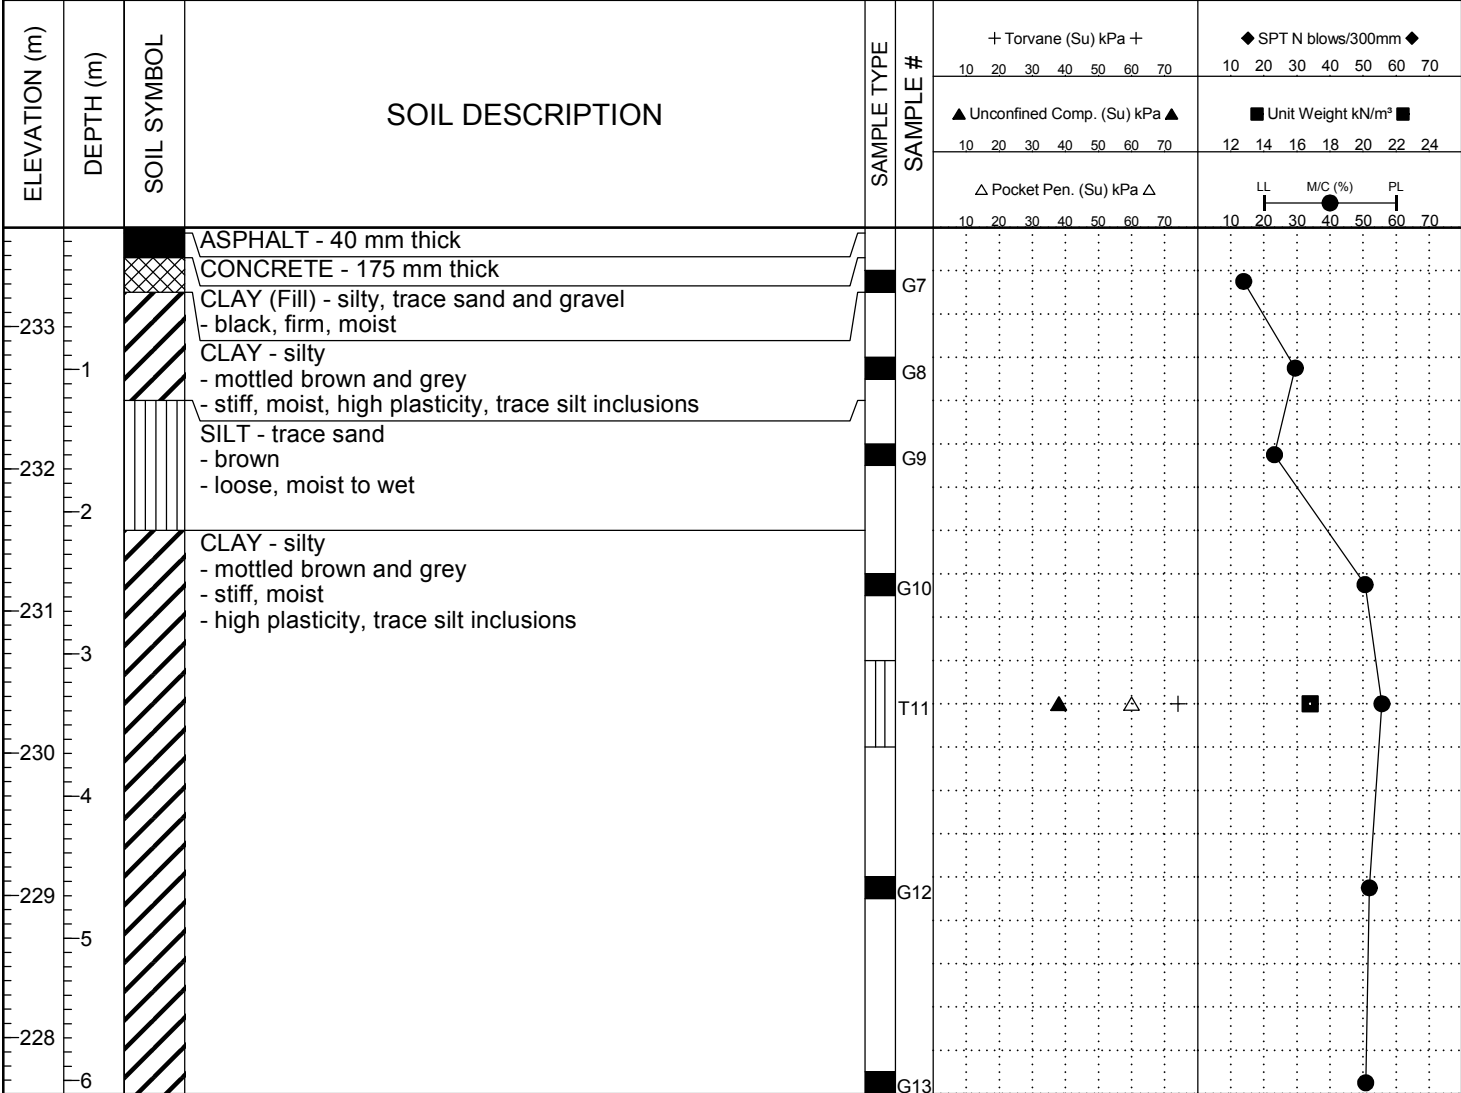 ELEVATION (m)
DEPTH (m)
SOIL SYMBOL
SOIL DESCRIPTION
SAMPLE TYPE
SAMPLE #
+ Torvane (Su) kPa +
10 20 30 40 50 60 70
▲ Unconfined Comp. (Su) kPa ▲
10 20 30 40 50 60 70
△ Pocket Pen. (Su) kPa △
10 20 30 40 50 60 70
◆ SPT N blows/300mm ◆
10 20 30 40 50 60 70
■ Unit Weight kN/m³ ■
12 14 16 18 20 22 24
LL M/C (%) PL
10 20 30 40 50 60 70
ASPHALT - 40 mm thick
CONCRETE - 175 mm thick
G7
CLAY (Fill) - silty, trace sand and gravel
233
- black, firm, moist
CLAY - silty
1
G8
- mottled brown and grey
- stiff, moist, high plasticity, trace silt inclusions
SILT - trace sand
- brown
G9
232
- loose, moist to wet
2
CLAY - silty
- mottled brown and grey
G10
- stiff, moist
231
- high plasticity, trace silt inclusions
3
T11
230
4
G12
229
5
228
6
G13